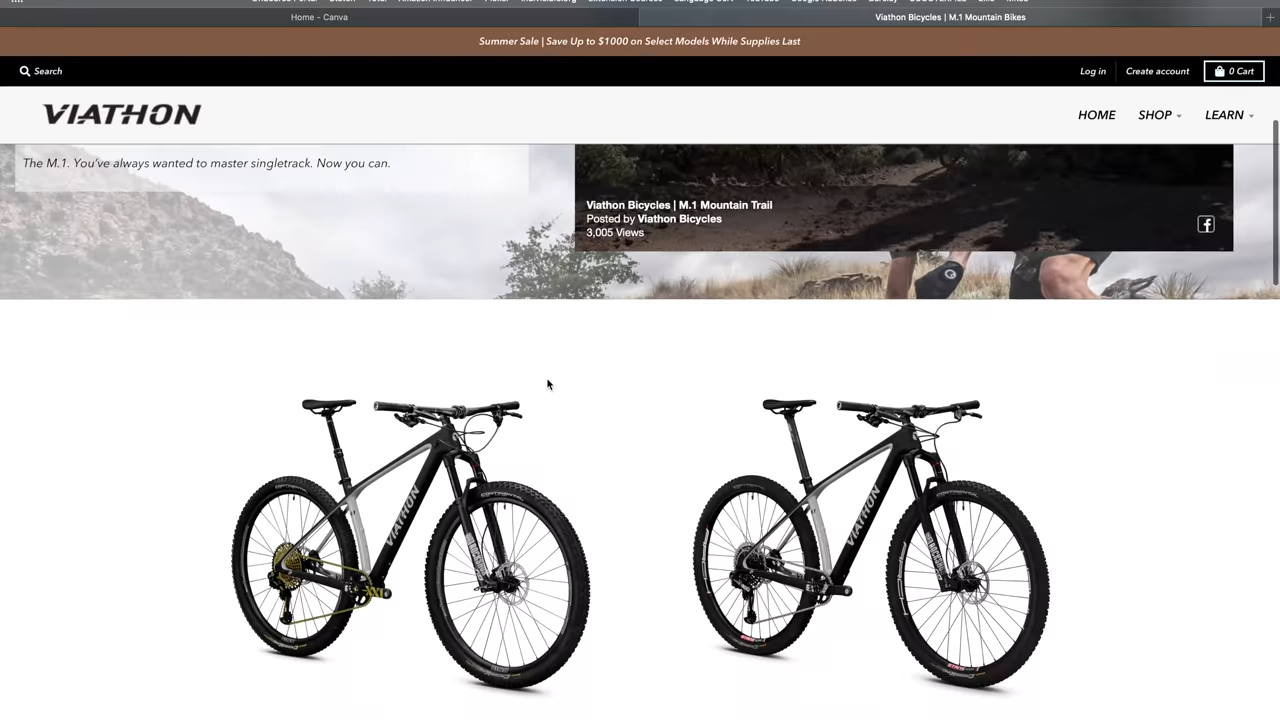 Home - Canva
Viathon Bicycles | M.1 Mountain Bikes
Summer Sale | Save Up to $1000 on Select Models While Supplies Last
Search
Log in
Create account
0 Cart
VIATHON
HOME
SHOP
LEARN
The M.1. You've always wanted to master singletrack. Now you can.
Viathon Bicycles | M.1 Mountain Trail
Posted by Viathon Bicycles
3,005 Views
VIATHON
VIATHON